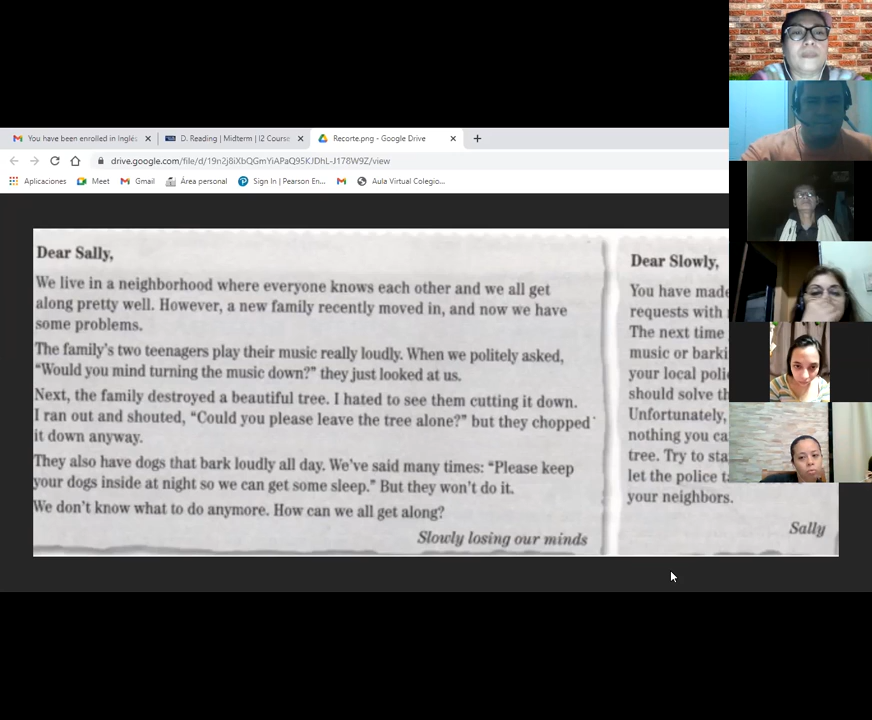 You have been enrolled in Inglés
D. Reading | Midterm | I2 Course
Recorte.png - Google Drive
drive.google.com/file/d/19n2j8iXbQGmYiAPaQ95KJDhL-J178W9Z/view
Aplicaciones
Meet
Gmail
Área personal
Sign In | Pearson En...
Aula Virtual Colegio...
Dear Sally,
We live in a neighborhood where everyone knows each other and we all get
along pretty well. However, a new family recently moved in, and now we have
some problems.
The family's two teenagers play their music really loudly. When we politely asked,
"Would you mind turning the music down?" they just looked at us.
Next, the family destroyed a beautiful tree. I hated to see them cutting it down.
I ran out and shouted, "Could you please leave the tree alone?" but they chopped
it down anyway.
They also have dogs that bark loudly all day. We've said many times: "Please keep
your dogs inside at night so we can get some sleep." But they won't do it.
We don't know what to do anymore. How can we all get along?
Slowly losing our minds
Dear Slowly,
You have made
requests with
The next time
music or barki
your local poli
should solve th
Unfortunately,
nothing you ca
tree. Try to sta
let the police t
your neighbors.
Sally